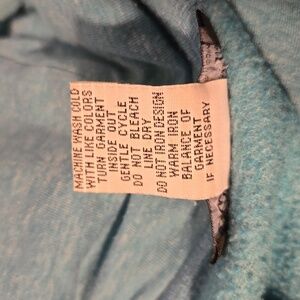 MACHINE WASH COLD
WITH LIKE COLORS
TURN GARMENT
INSIDE OUT
GENTLE CYCLE
DO NOT BLEACH
LINE DRY
DO NOT IRON DESIGN
WARM IRON
BALANCE OF
GARMENT
IF NECESSARY